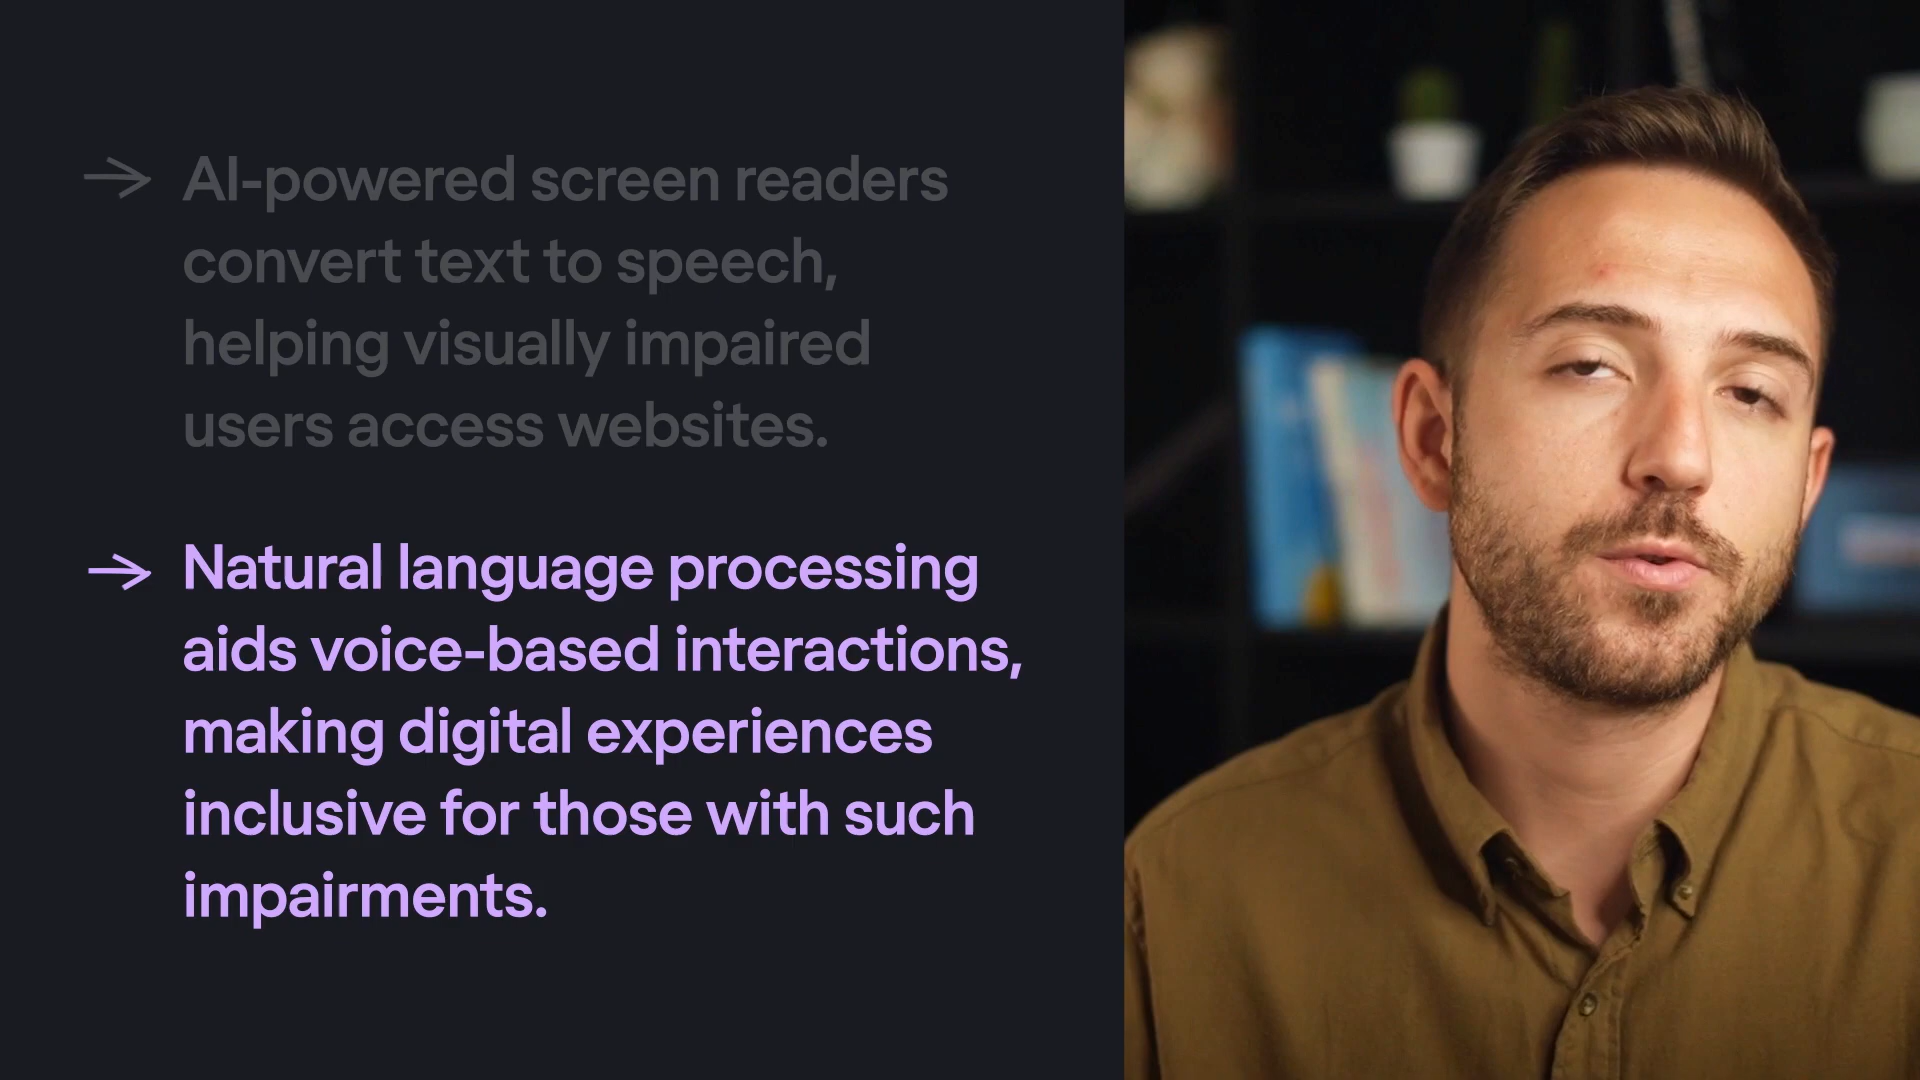 AI-powered screen readers
convert text to speech,
helping visually impaired
users access websites.
Natural language processing
aids voice-based interactions,
making digital experiences
inclusive for those with such
impairments.